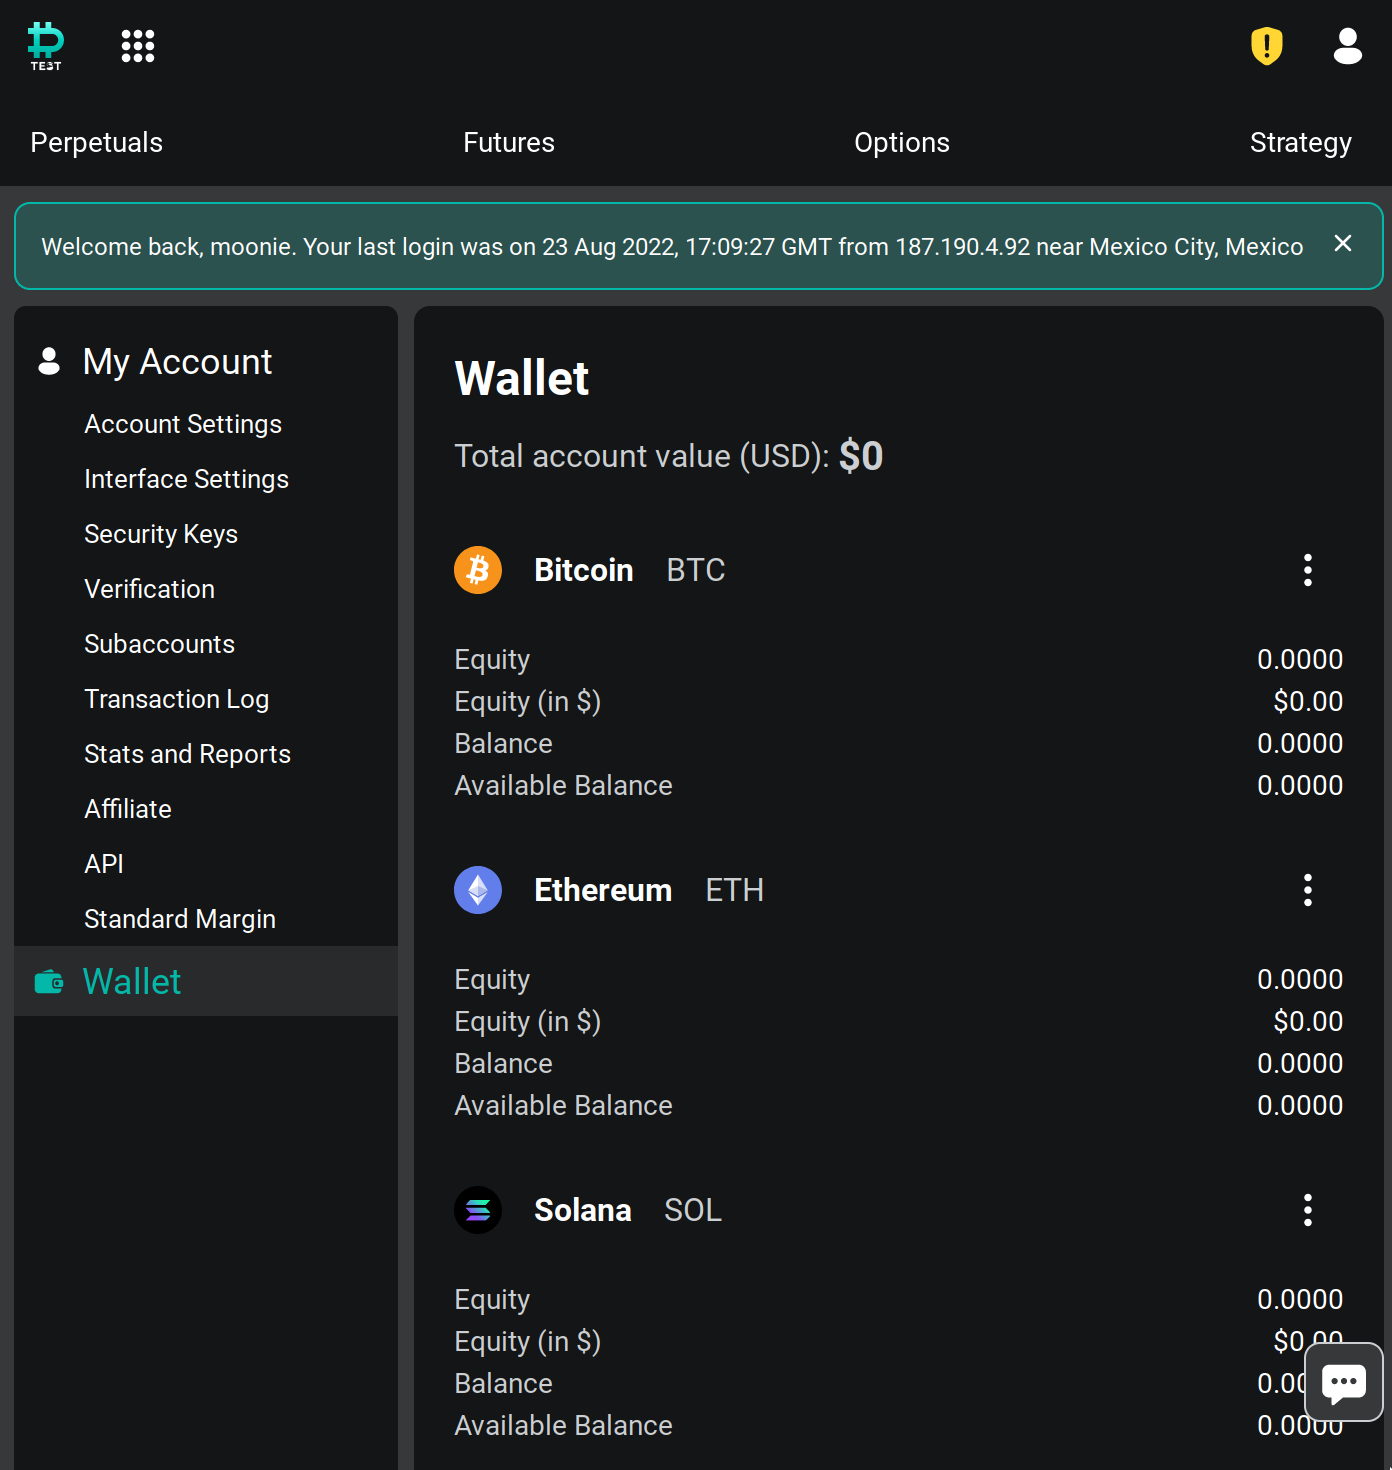 TEST
Perpetuals Futures Options Strategy
Welcome back, moonie. Your last login was on 23 Aug 2022, 17:09:27 GMT from 187.190.4.92 near Mexico City, Mexico
My Account
Account Settings
Interface Settings
Security Keys
Verification
Subaccounts
Transaction Log
Stats and Reports
Affiliate
API
Standard Margin
Wallet
Wallet
Total account value (USD): $0
Bitcoin BTC
Equity 0.0000
Equity (in $) $0.00
Balance 0.0000
Available Balance 0.0000
Ethereum ETH
Equity 0.0000
Equity (in $) $0.00
Balance 0.0000
Available Balance 0.0000
Solana SOL
Equity 0.0000
Equity (in $) $0.00
Balance
Available Balance 0.0000